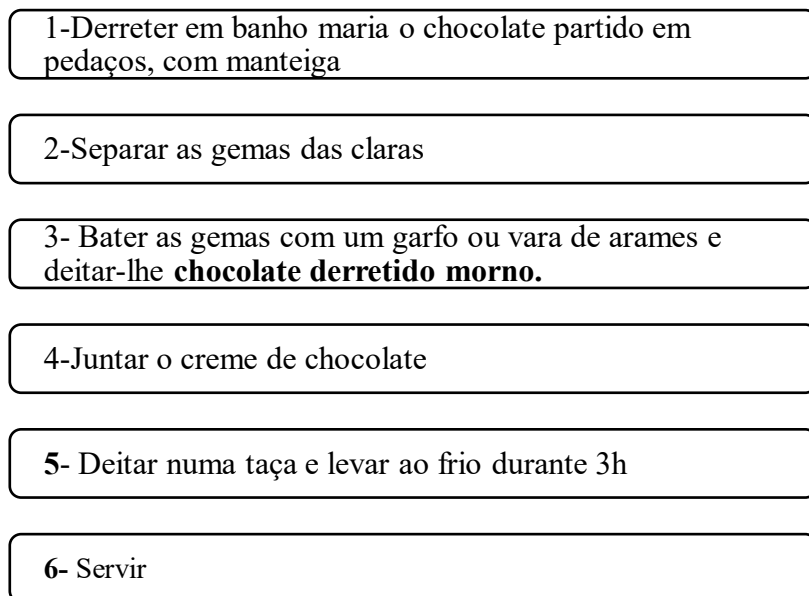 1-Derreter em banho maria o chocolate partido em
pedaços, com manteiga
2-Separar as gemas das claras
3- Bater as gemas com um garfo ou vara de arames e
deitar-lhe chocolate derretido morno.
4-Juntar o creme de chocolate
5- Deitar numa taça e levar ao frio durante 3h
6- Servir